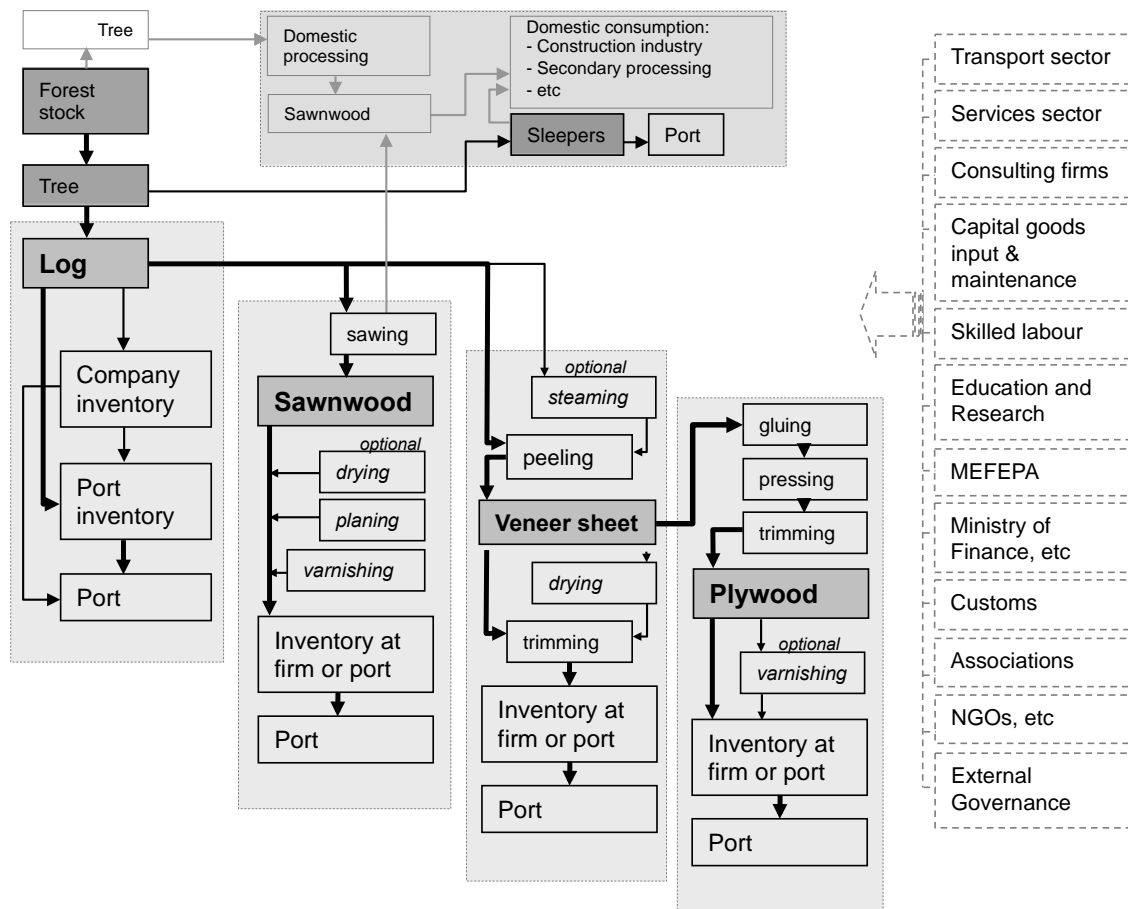 Tree
Domestic
processing
Sawnwood
Domestic consumption:
- Construction industry
- Secondary processing
- etc
Sleepers
Port
Forest
stock
Tree
Log
Company
inventory
Port
inventory
Port
sawing
Sawnwood
optional
drying
planing
varnishing
Inventory at
firm or port
Port
optional
steaming
peeling
Veneer sheet
drying
trimming
Inventory at
firm or port
Port
gluing
pressing
trimming
Plywood
optional
varnishing
Inventory at
firm or port
Port
Transport sector
Services sector
Consulting firms
Capital goods
input &
maintenance
Skilled labour
Education and
Research
MEFEPA
Ministry of
Finance, etc
Customs
Associations
NGOs, etc
External
Governance